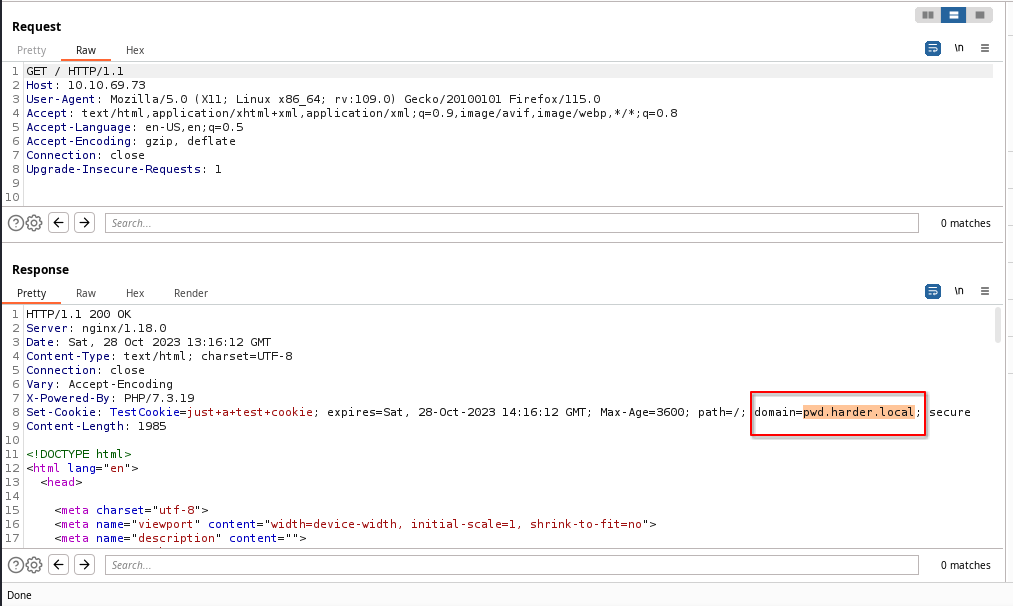 Request
Pretty Raw Hex
\n
1 GET / HTTP/1.1
2 Host: 10.10.69.73
3 User-Agent: Mozilla/5.0 (X11; Linux x86_64; rv:109.0) Gecko/20100101 Firefox/115.0
4 Accept: text/html,application/xhtml+xml,application/xml;q=0.9,image/avif,image/webp,*/*;q=0.8
5 Accept-Language: en-US,en;q=0.5
6 Accept-Encoding: gzip, deflate
7 Connection: close
8 Upgrade-Insecure-Requests: 1
9
10
Search... 0 matches
Response
Pretty Raw Hex Render
\n
1 HTTP/1.1 200 OK
2 Server: nginx/1.18.0
3 Date: Sat, 28 Oct 2023 13:16:12 GMT
4 Content-Type: text/html; charset=UTF-8
5 Connection: close
6 Vary: Accept-Encoding
7 X-Powered-By: PHP/7.3.19
8 Set-Cookie: TestCookie=just+a+test+cookie; expires=Sat, 28-Oct-2023 14:16:12 GMT; Max-Age=3600; path=/; domain=pwd.harder.local; secure
9 Content-Length: 1985
10
11 <!DOCTYPE html>
12 <html lang="en">
13 <head>
14
15 <meta charset="utf-8">
16 <meta name="viewport" content="width=device-width, initial-scale=1, shrink-to-fit=no">
17 <meta name="description" content="">
Search... 0 matches
Done